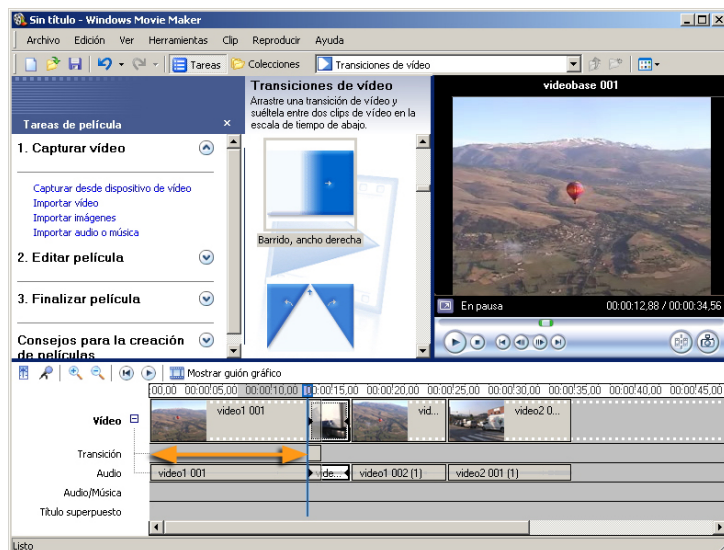 Sin título - Windows Movie Maker
Archivo Edición Ver Herramientas Clip Reproducir Ayuda
Tareas Colecciones Transiciones de vídeo
Tareas de película
1. Capturar vídeo
Capturar desde dispositivo de vídeo
Importar vídeo
Importar imágenes
Importar audio o música
2. Editar película
3. Finalizar película
Consejos para la creación
de películas
Transiciones de vídeo
Arrastre una transición de vídeo y
suéltela entre dos clips de vídeo en la
escala de tiempo de abajo.
Barrido, ancho derecha
videobase 001
En pausa 00:00:12,88 / 00:00:34,56
Mostrar guión gráfico
00,00 00:00:05,00 00:00:10,00 00:15,00 00:00:20,00 00:00:25,00 00:00:30,00 00:00:35,00 00:00:40,00 00:00:45,00
Vídeo video1 001 vid... video2 0...
Transición
Audio video1 001 vide... video1 002 (1) video2 001 (1)
Audio/Música
Título superpuesto
Listo